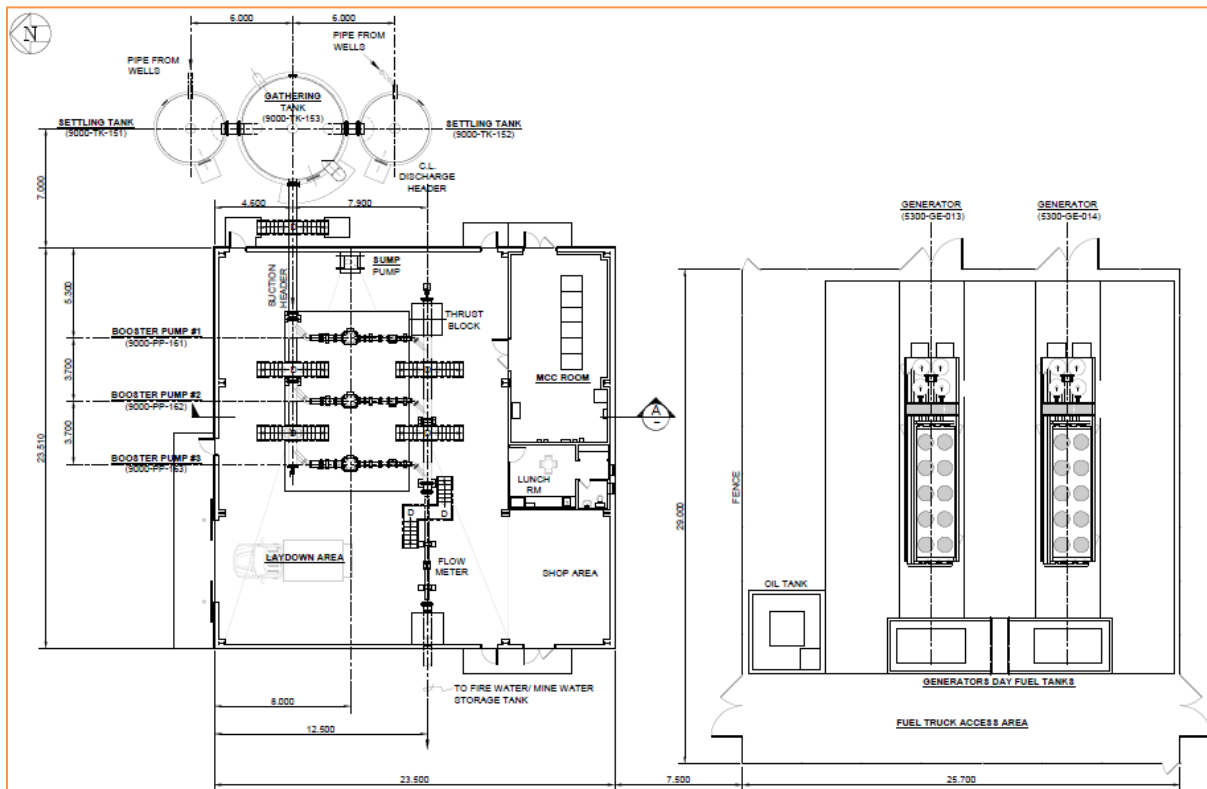 6.000
6.000
N
PIPE FROM
WELLS
PIPE FROM
WELLS
GATHERING
TANK
(9000-TK-153)
SETTLING TANK
(9000-TK-151)
SETTLING TANK
(9000-TK-152)
C.L.
DISCHARGE
HEADER
7.000
4.600
7.900
GENERATOR
(5300-GE-013)
GENERATOR
(5300-GE-014)
SUMP
PUMP
SUCTION
HEADER
5.300
THRUST
BLOCK
BOOSTER PUMP #1
(9000-PP-161)
3.700
MCC ROOM
BOOSTER PUMP #2
(9000-PP-162)
A
-
3.700
23.510
BOOSTER PUMP #3
(9000-PP-163)
LUNCH
RM
FENCE
29.000
D
D
LAYDOWN AREA
FLOW
METER
SHOP AREA
OIL TANK
GENERATORS DAY FUEL TANKS
TO FIRE WATER/ MINE WATER
STORAGE TANK
8.000
FUEL TRUCK ACCESS AREA
12.500
23.500
7.500
25.700